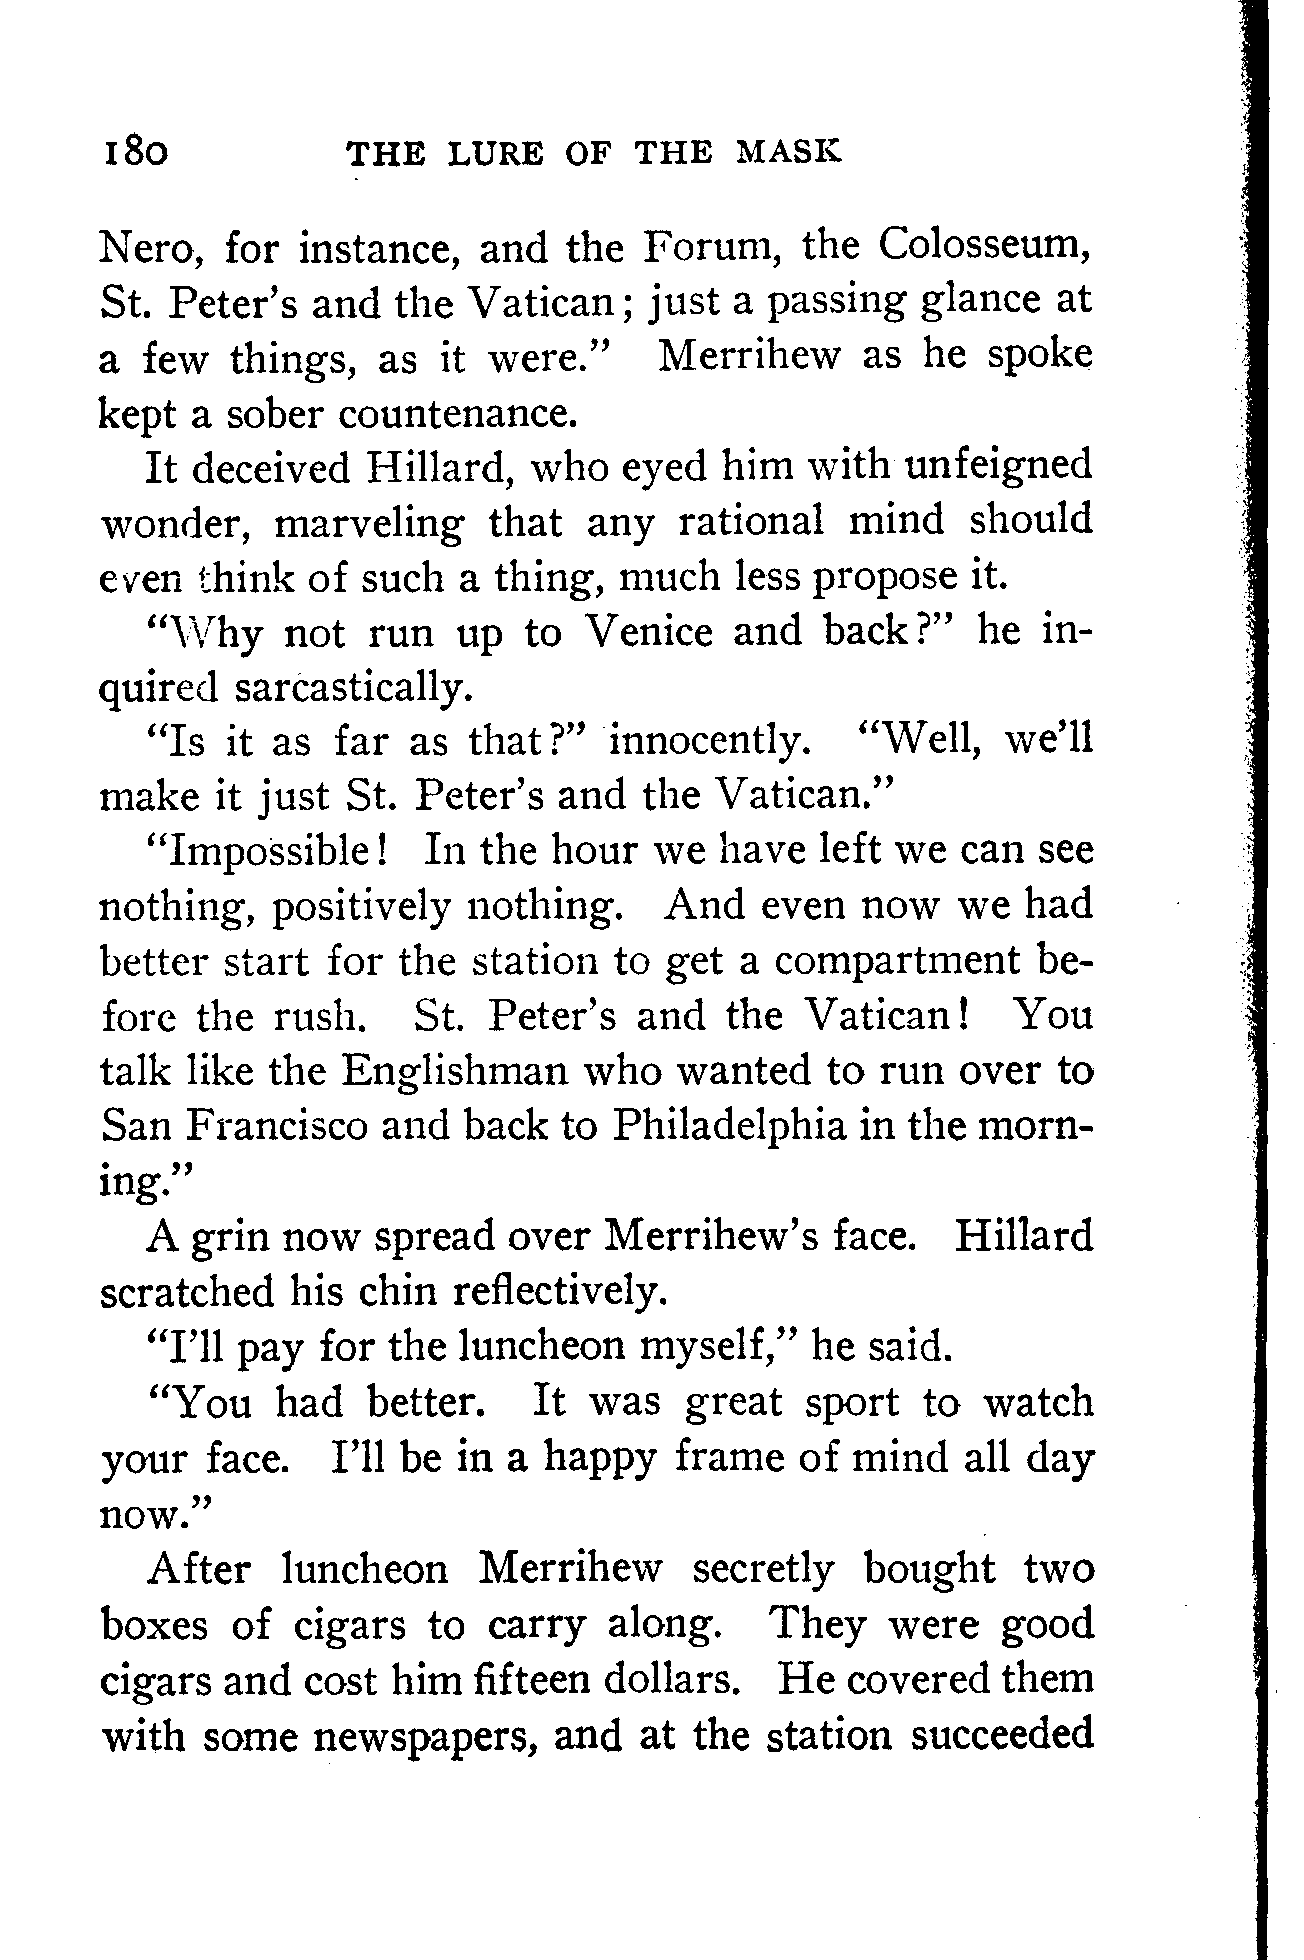 180 THE LURE OF THE MASK
Nero, for instance, and the Forum, the Colosseum,
St. Peter's and the Vatican; just a passing glance at
a few things, as it were." Merrihew as he spoke
kept a sober countenance.
It deceived Hillard, who eyed him with unfeigned
wonder, marveling that any rational mind should
even think of such a thing, much less propose it.
"Why not run up to Venice and back?" he in-
quired sarcastically.
"Is it as far as that?" innocently. "Well, we'll
make it just St. Peter's and the Vatican."
"Impossible! In the hour we have left we can see
nothing, positively nothing. And even now we had
better start for the station to get a compartment be-
fore the rush. St. Peter's and the Vatican! You
talk like the Englishman who wanted to run over to
San Francisco and back to Philadelphia in the morn-
ing."
A grin now spread over Merrihew's face. Hillard
scratched his chin reflectively.
"I'll pay for the luncheon myself," he said.
"You had better. It was great sport to watch
your face. I'll be in a happy frame of mind all day
now."
After luncheon Merrihew secretly bought two
boxes of cigars to carry along. They were good
cigars and cost him fifteen dollars. He covered them
with some newspapers, and at the station succeeded